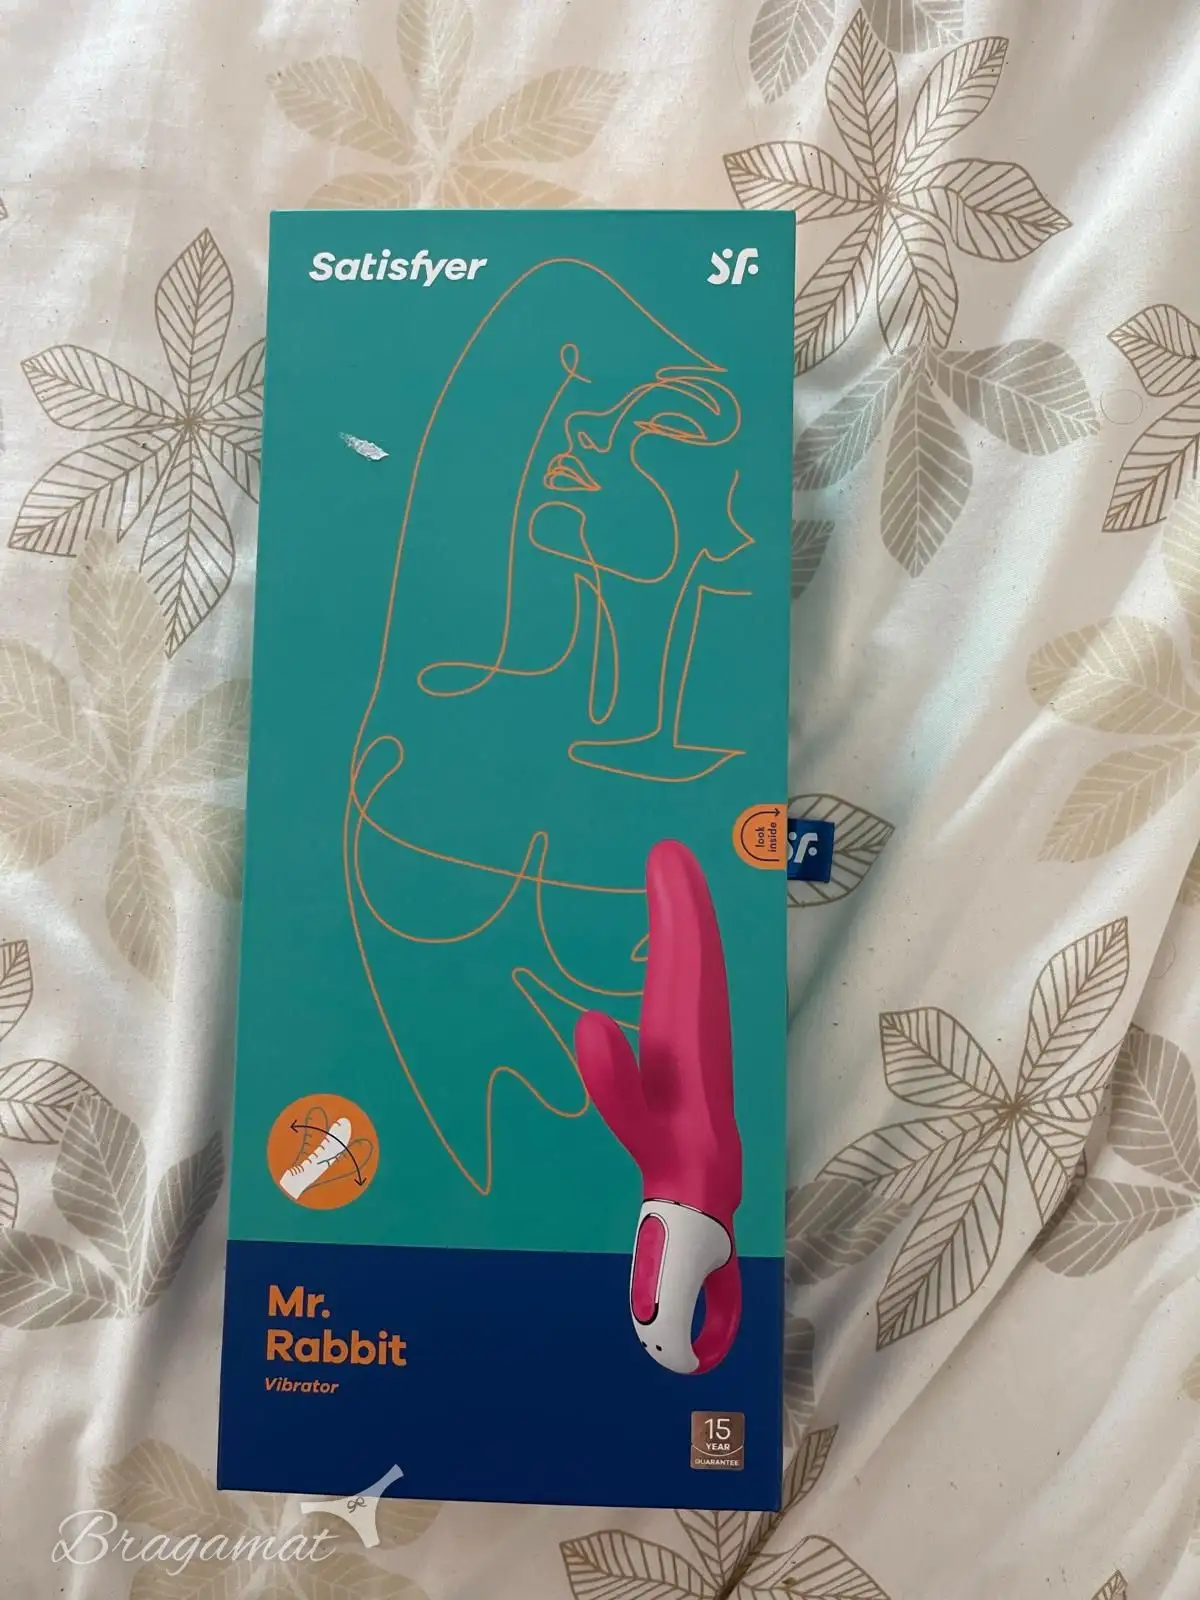 Satisfyer
SF
look
inside
SF
Mr.
Rabbit
Vibrator
15
YEAR
GUARANTEE
Bragamat